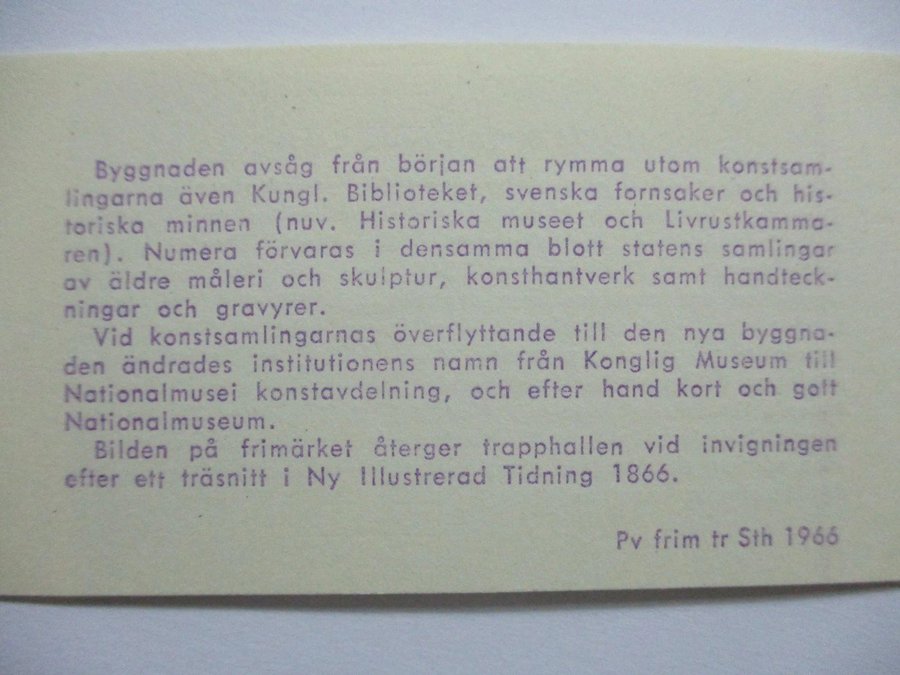 Byggnaden avsåg från början att rymma utom konstsam-
lingarna även Kungl. Biblioteket, svenska fornsaker och his-
toriska minnen (nuv. Historiska museet och Livrustkamma-
ren). Numera förvaras i densamma blott statens samlingar
av äldre måleri och skulptur, konsthantverk samt handteck-
ningar och gravyrer.
Vid konstsamlingarnas överflyttande till den nya byggna-
den ändrades institutionens namn från Konglig Museum till
Nationalmusei konstavdelning, och efter hand kort och gott
Nationalmuseum.
Bilden på frimärket återger trapphallen vid invigningen
efter ett träsnitt i Ny Illustrerad Tidning 1866.
Pv frim tr Sth 1966